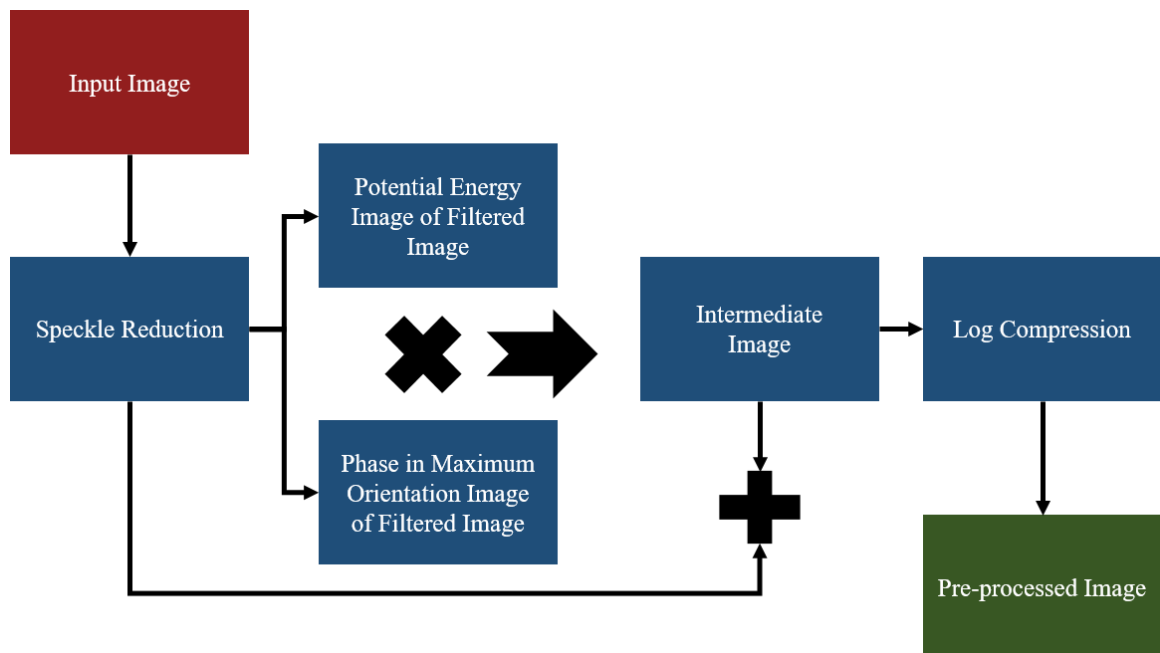 Input Image
Potential Energy
Image of Filtered
Image
Speckle Reduction
Intermediate
Image
Log Compression
Phase in Maximum
Orientation Image
of Filtered Image
Pre-processed Image